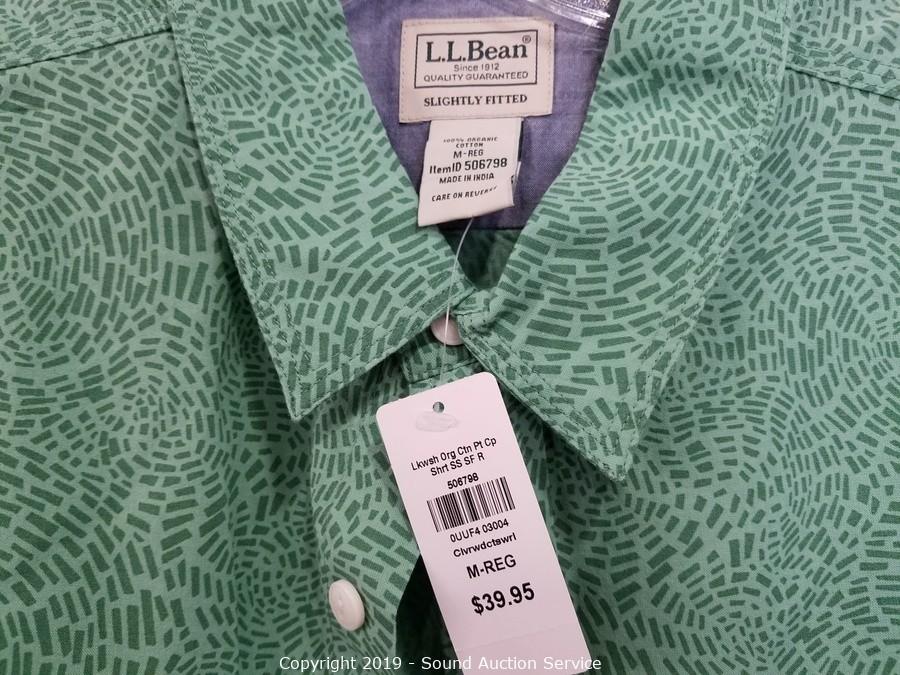 L.L.Bean®
Since 1912
QUALITY GUARANTEED
SLIGHTLY FITTED
100% ORGANIC
COTTON
M-REG
ItemID 506798
MADE IN INDIA
CARE ON REVERSE
Lkwsh Org Ctn Pt Cp
Shrt SS SF R
506798
0UUF4 03004
Clvrwdctswrl
M-REG
$39.95
Copyright 2019 - Sound Auction Service